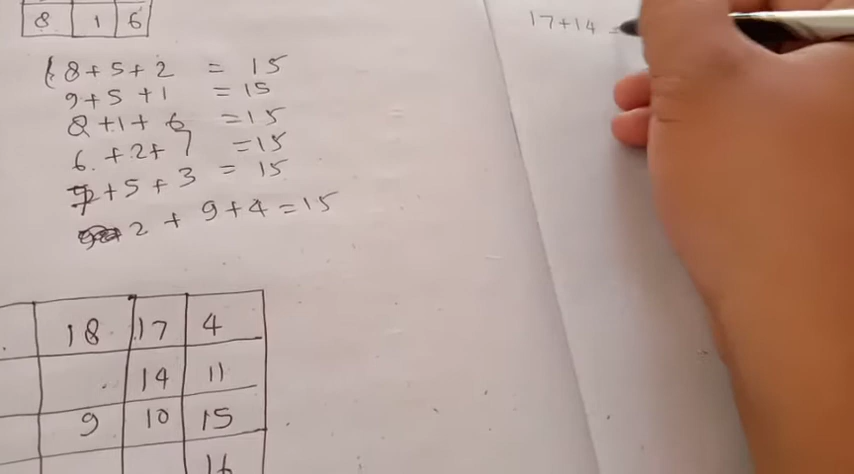 8 1 6
8+5+2 = 15
9+5+1 =15
8+1+6 =15
6.+2+7 =15
7+5+3 = 15
2+9+4=15
17+14 =
18 17 4
14 11
9 10 15
16